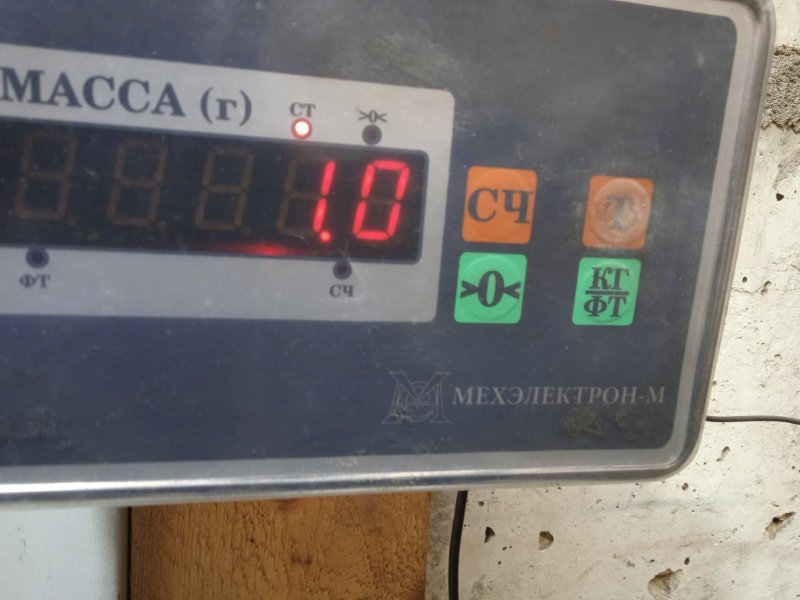 МАССА (г)
СТ
>0<
1.0
ФТ
СЧ
СЧ
Т
>0<
КГ
ФТ
МЕХЭЛЕКТРОН-М